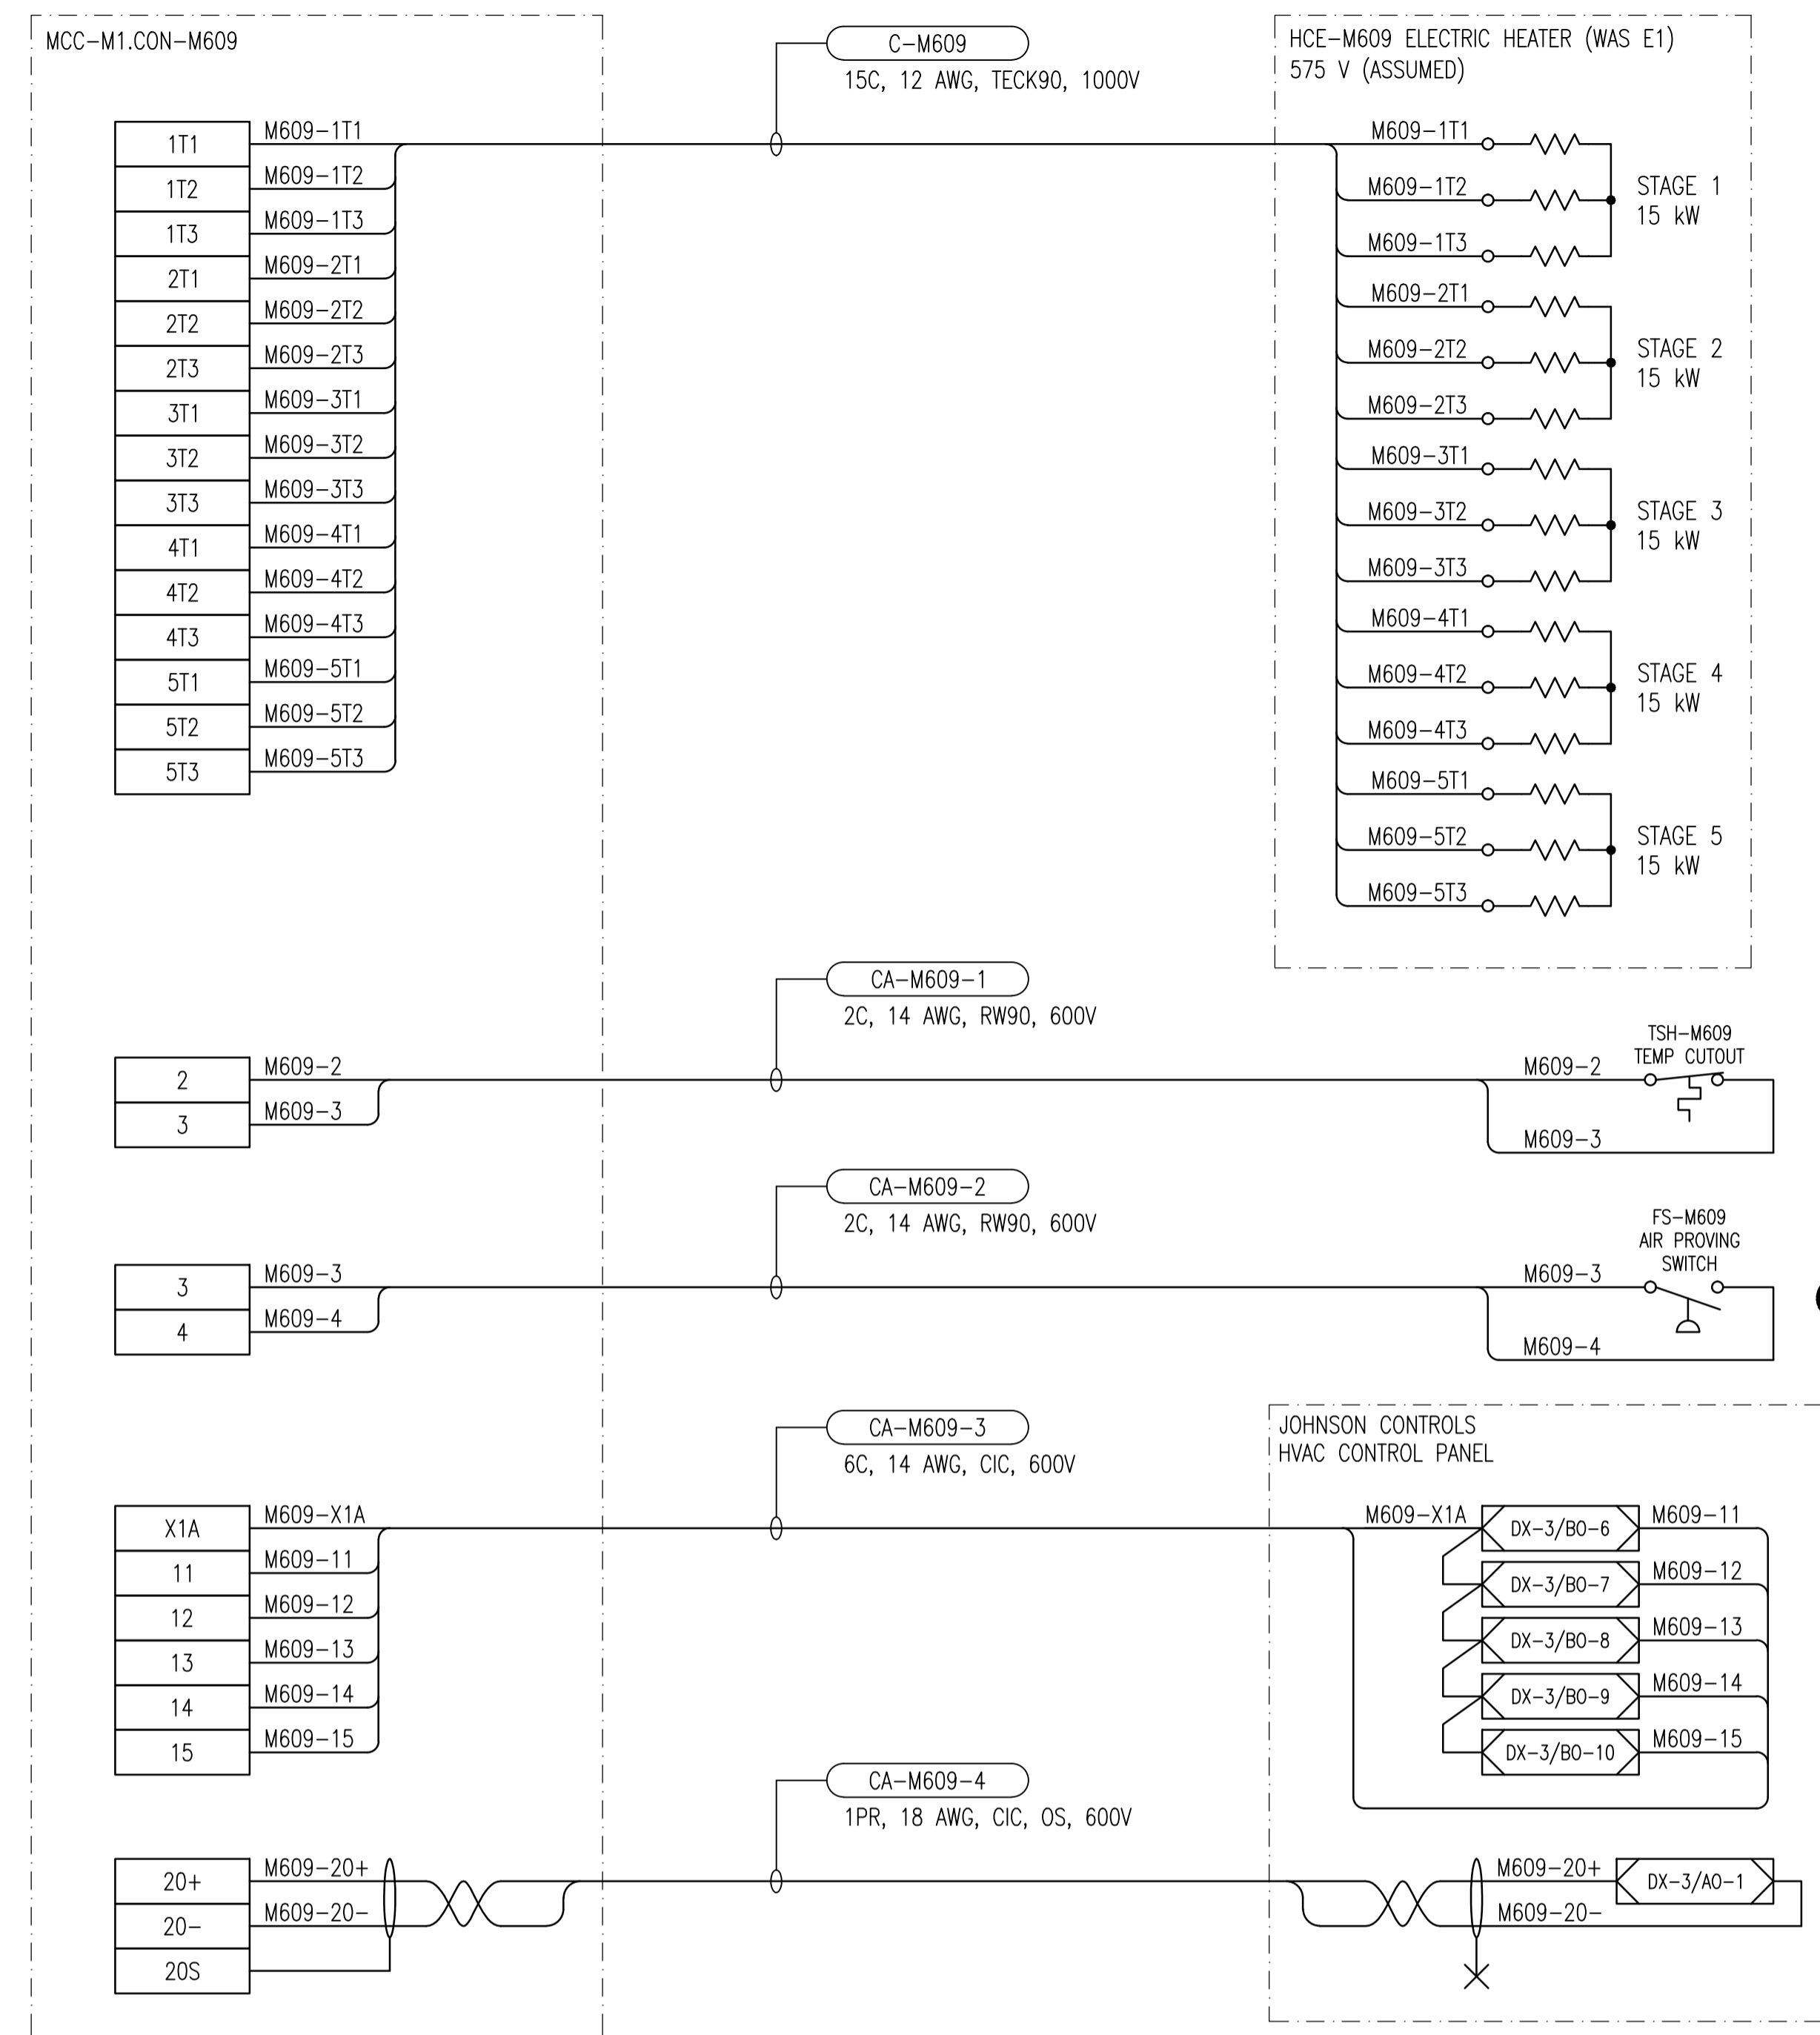 MCC-M1.CON-M609
C-M609
15C, 12 AWG, TECK90, 1000V
HCE-M609 ELECTRIC HEATER (WAS E1)
575 V (ASSUMED)
1T1
M609-1T1
1T2
M609-1T2
1T3
M609-1T3
2T1
M609-2T1
2T2
M609-2T2
2T3
M609-2T3
3T1
M609-3T1
3T2
M609-3T2
3T3
M609-3T3
4T1
M609-4T1
4T2
M609-4T2
4T3
M609-4T3
5T1
M609-5T1
5T2
M609-5T2
5T3
M609-5T3
M609-1T1
M609-1T2
M609-1T3
STAGE 1
15 kW
M609-2T1
M609-2T2
M609-2T3
STAGE 2
15 kW
M609-3T1
M609-3T2
M609-3T3
STAGE 3
15 kW
M609-4T1
M609-4T2
M609-4T3
STAGE 4
15 kW
M609-5T1
M609-5T2
M609-5T3
STAGE 5
15 kW
CA-M609-1
2C, 14 AWG, RW90, 600V
2
M609-2
3
M609-3
TSH-M609
TEMP CUTOUT
M609-2
M609-3
CA-M609-2
2C, 14 AWG, RW90, 600V
3
M609-3
4
M609-4
FS-M609
AIR PROVING
SWITCH
M609-3
M609-4
CA-M609-3
6C, 14 AWG, CIC, 600V
JOHNSON CONTROLS
HVAC CONTROL PANEL
X1A
M609-X1A
11
M609-11
12
M609-12
13
M609-13
14
M609-14
15
M609-15
M609-X1A
DX-3/BO-6
M609-11
DX-3/BO-7
M609-12
DX-3/BO-8
M609-13
DX-3/BO-9
M609-14
DX-3/BO-10
M609-15
CA-M609-4
1PR, 18 AWG, CIC, OS, 600V
20+
M609-20+
20-
M609-20-
20S
M609-20+
DX-3/AO-1
M609-20-